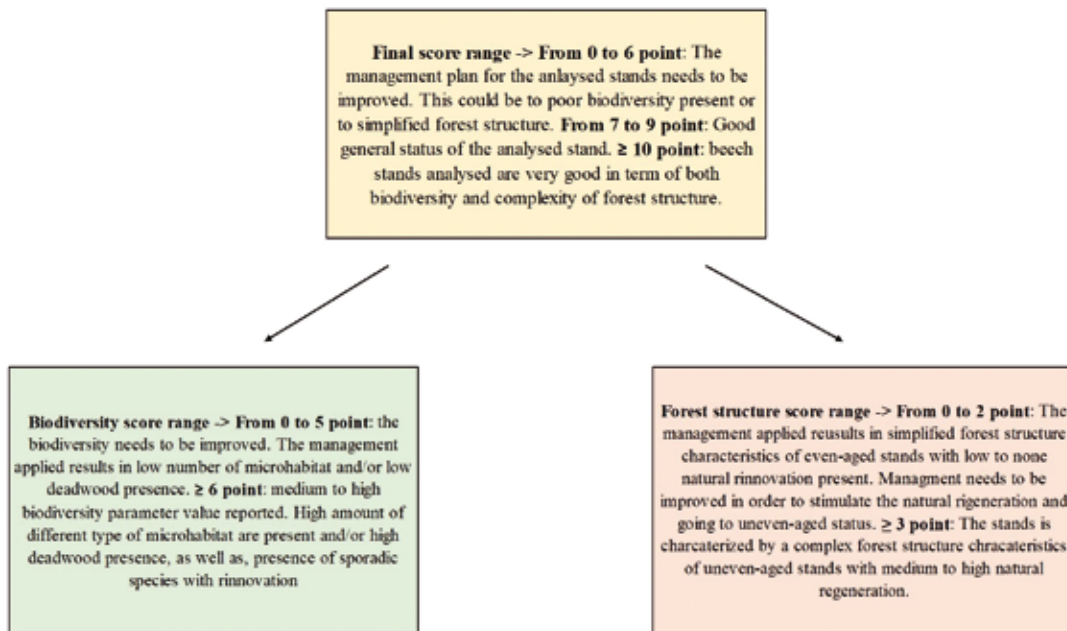 Final score range -> From 0 to 6 point: The
management plan for the anlaysed stands needs to be
improved. This could be to poor biodiversity present or
to simplified forest structure. From 7 to 9 point: Good
general status of the analysed stand. ≥ 10 point: beech
stands analysed are very good in term of both
biodiversity and complexity of forest structure.
Biodiversity score range -> From 0 to 5 point: the
biodiversity needs to be improved. The management
applied results in low number of microhabitat and/or low
deadwood presence. ≥ 6 point: medium to high
biodiversity parameter value reported. High amount of
different type of microhabitat are present and/or high
deadwood presence, as well as, presence of sporadic
species with rinnovation
Forest structure score range -> From 0 to 2 point: The
management applied reusults in simplified forest structure
characteristics of even-aged stands with low to none
natural rinnovation present. Managment needs to be
improved in order to stimulate the natural rigeneration and
going to uneven-aged status. ≥ 3 point: The stands is
charcaterized by a complex forest structure chracateristics
of uneven-aged stands with medium to high natural
regeneration.